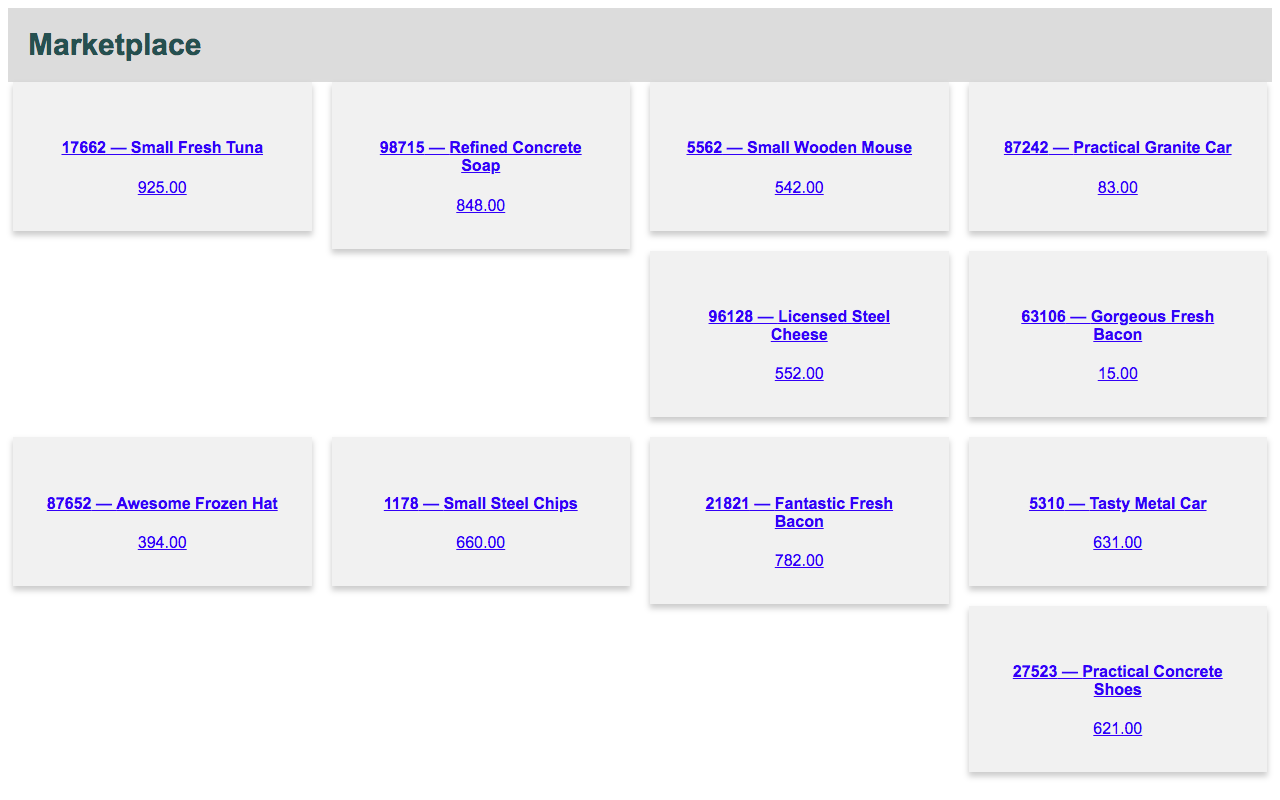 Marketplace
17662 — Small Fresh Tuna
925.00
98715 — Refined Concrete
Soap
848.00
5562 — Small Wooden Mouse
542.00
87242 — Practical Granite Car
83.00
96128 — Licensed Steel
Cheese
552.00
63106 — Gorgeous Fresh
Bacon
15.00
87652 — Awesome Frozen Hat
394.00
1178 — Small Steel Chips
660.00
21821 — Fantastic Fresh
Bacon
782.00
5310 — Tasty Metal Car
631.00
27523 — Practical Concrete
Shoes
621.00